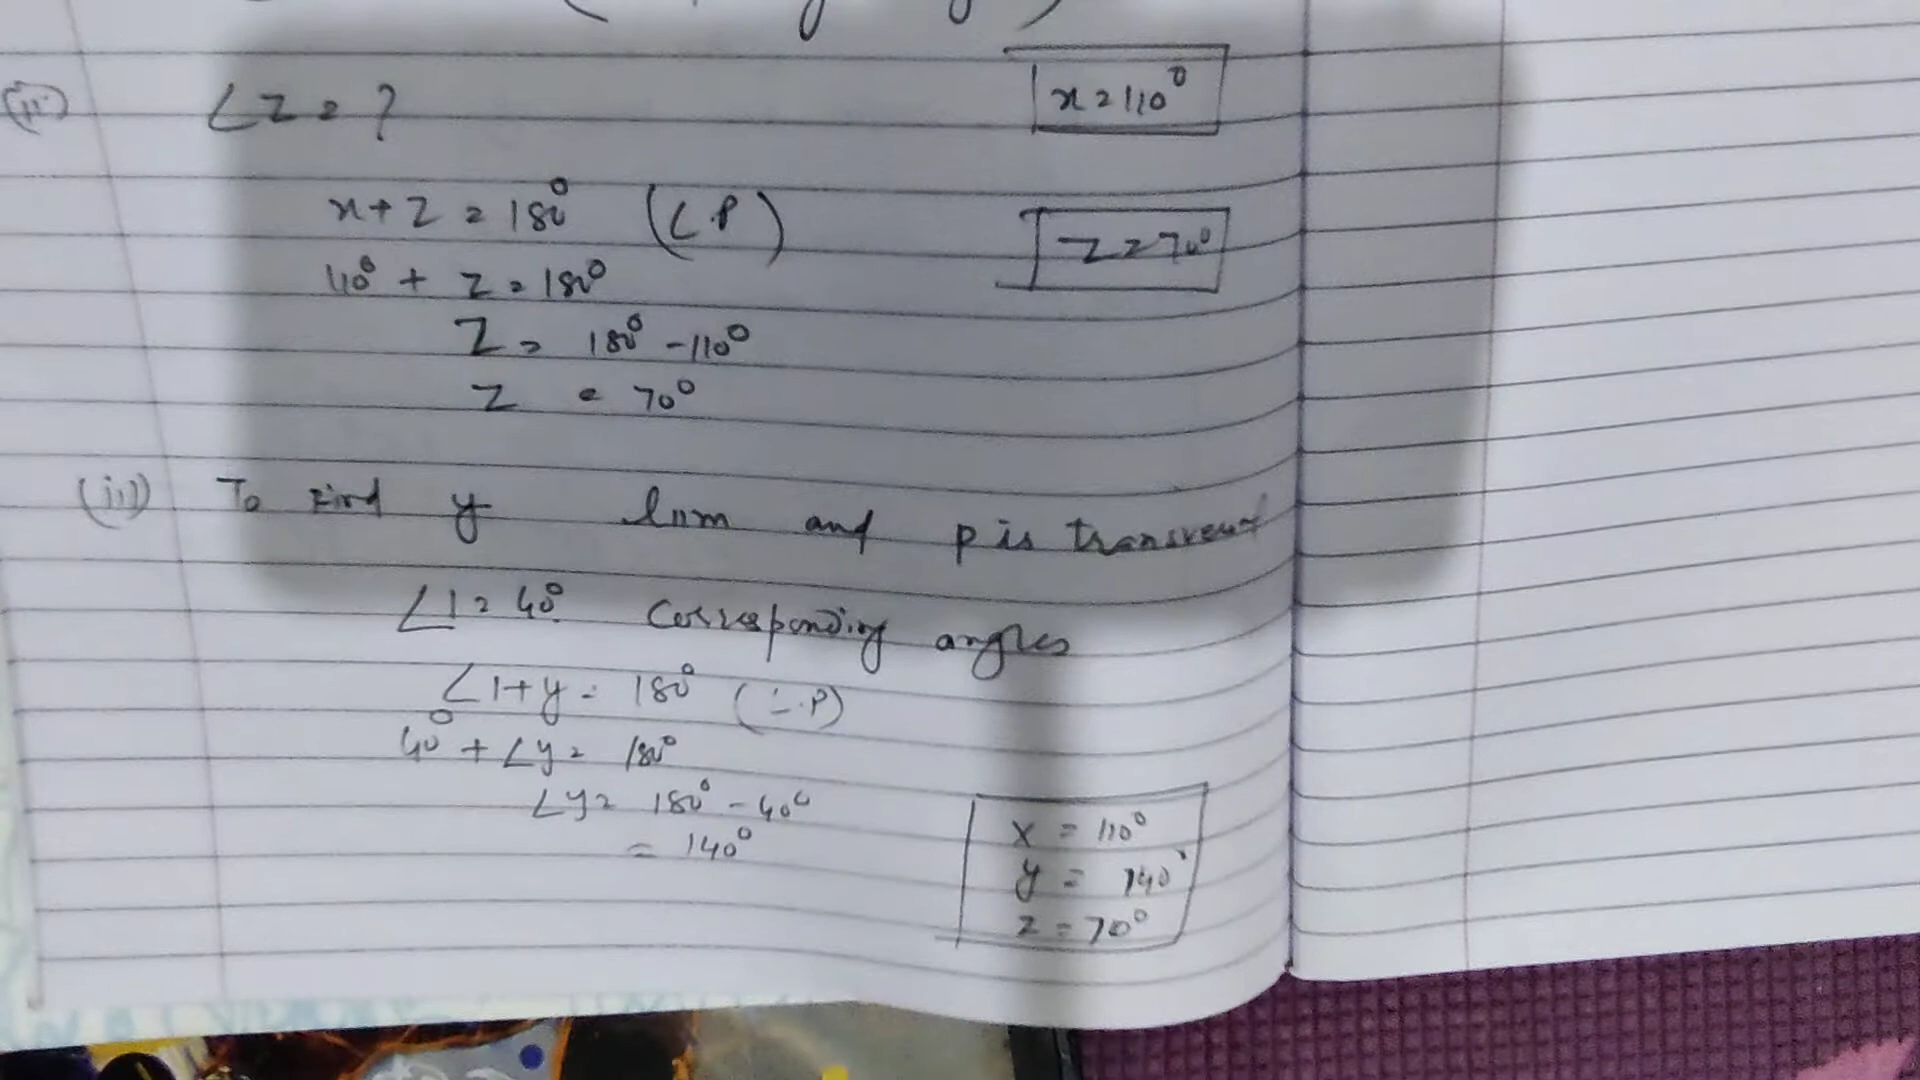 (ii) ∠z = ?
x = 110°
x + z = 180° (L.P)
z = 70°
110° + z = 180°
z = 180° - 110°
z = 70°
(iii) To Find y l ıım and p is
∠1 = 40° Corresponding angles
∠1 + y = 180° (L.P)
40° + ∠y = 180°
∠y = 180° - 40°
= 140°
x = 110°
y = 140°
z = 70°